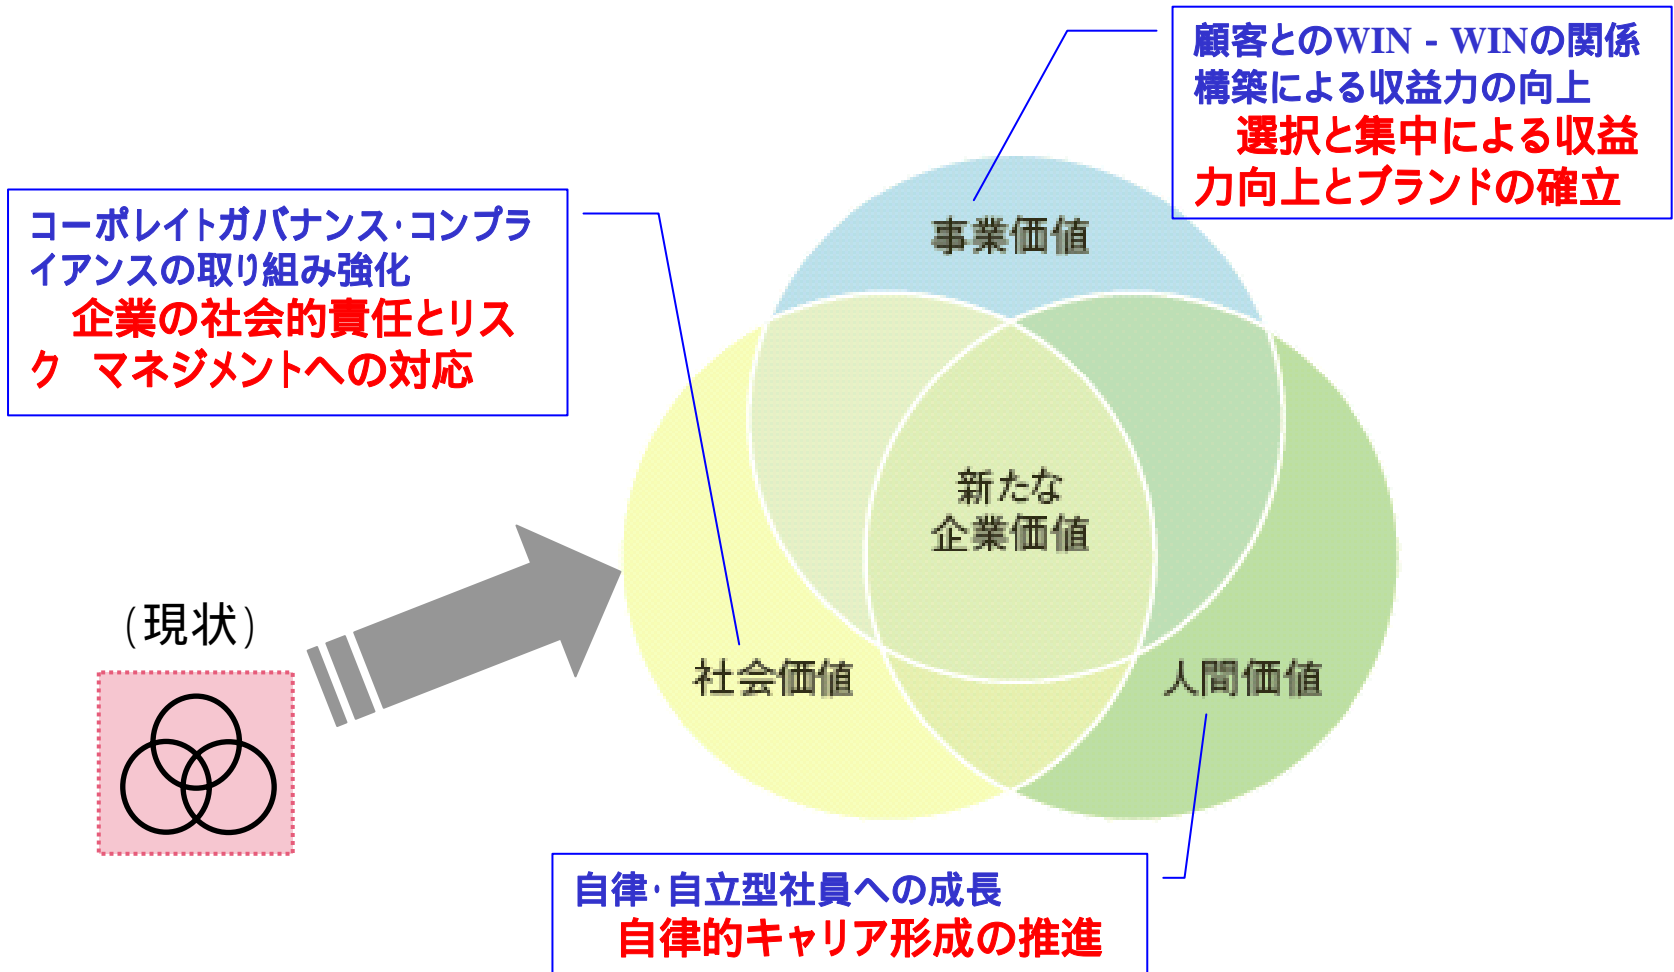 顧客とのWIN - WINの関係
構築による収益力の向上
選択と集中による収益
力向上とブランドの確立
コーポレイトガバナンス・コンプラ
イアンスの取り組み強化
企業の社会的責任とリス
ク　マネジメントへの対応
事業価値
新たな
企業価値
社会価値
人間価値
(現状)
自律・自立型社員への成長
自律的キャリア形成の推進